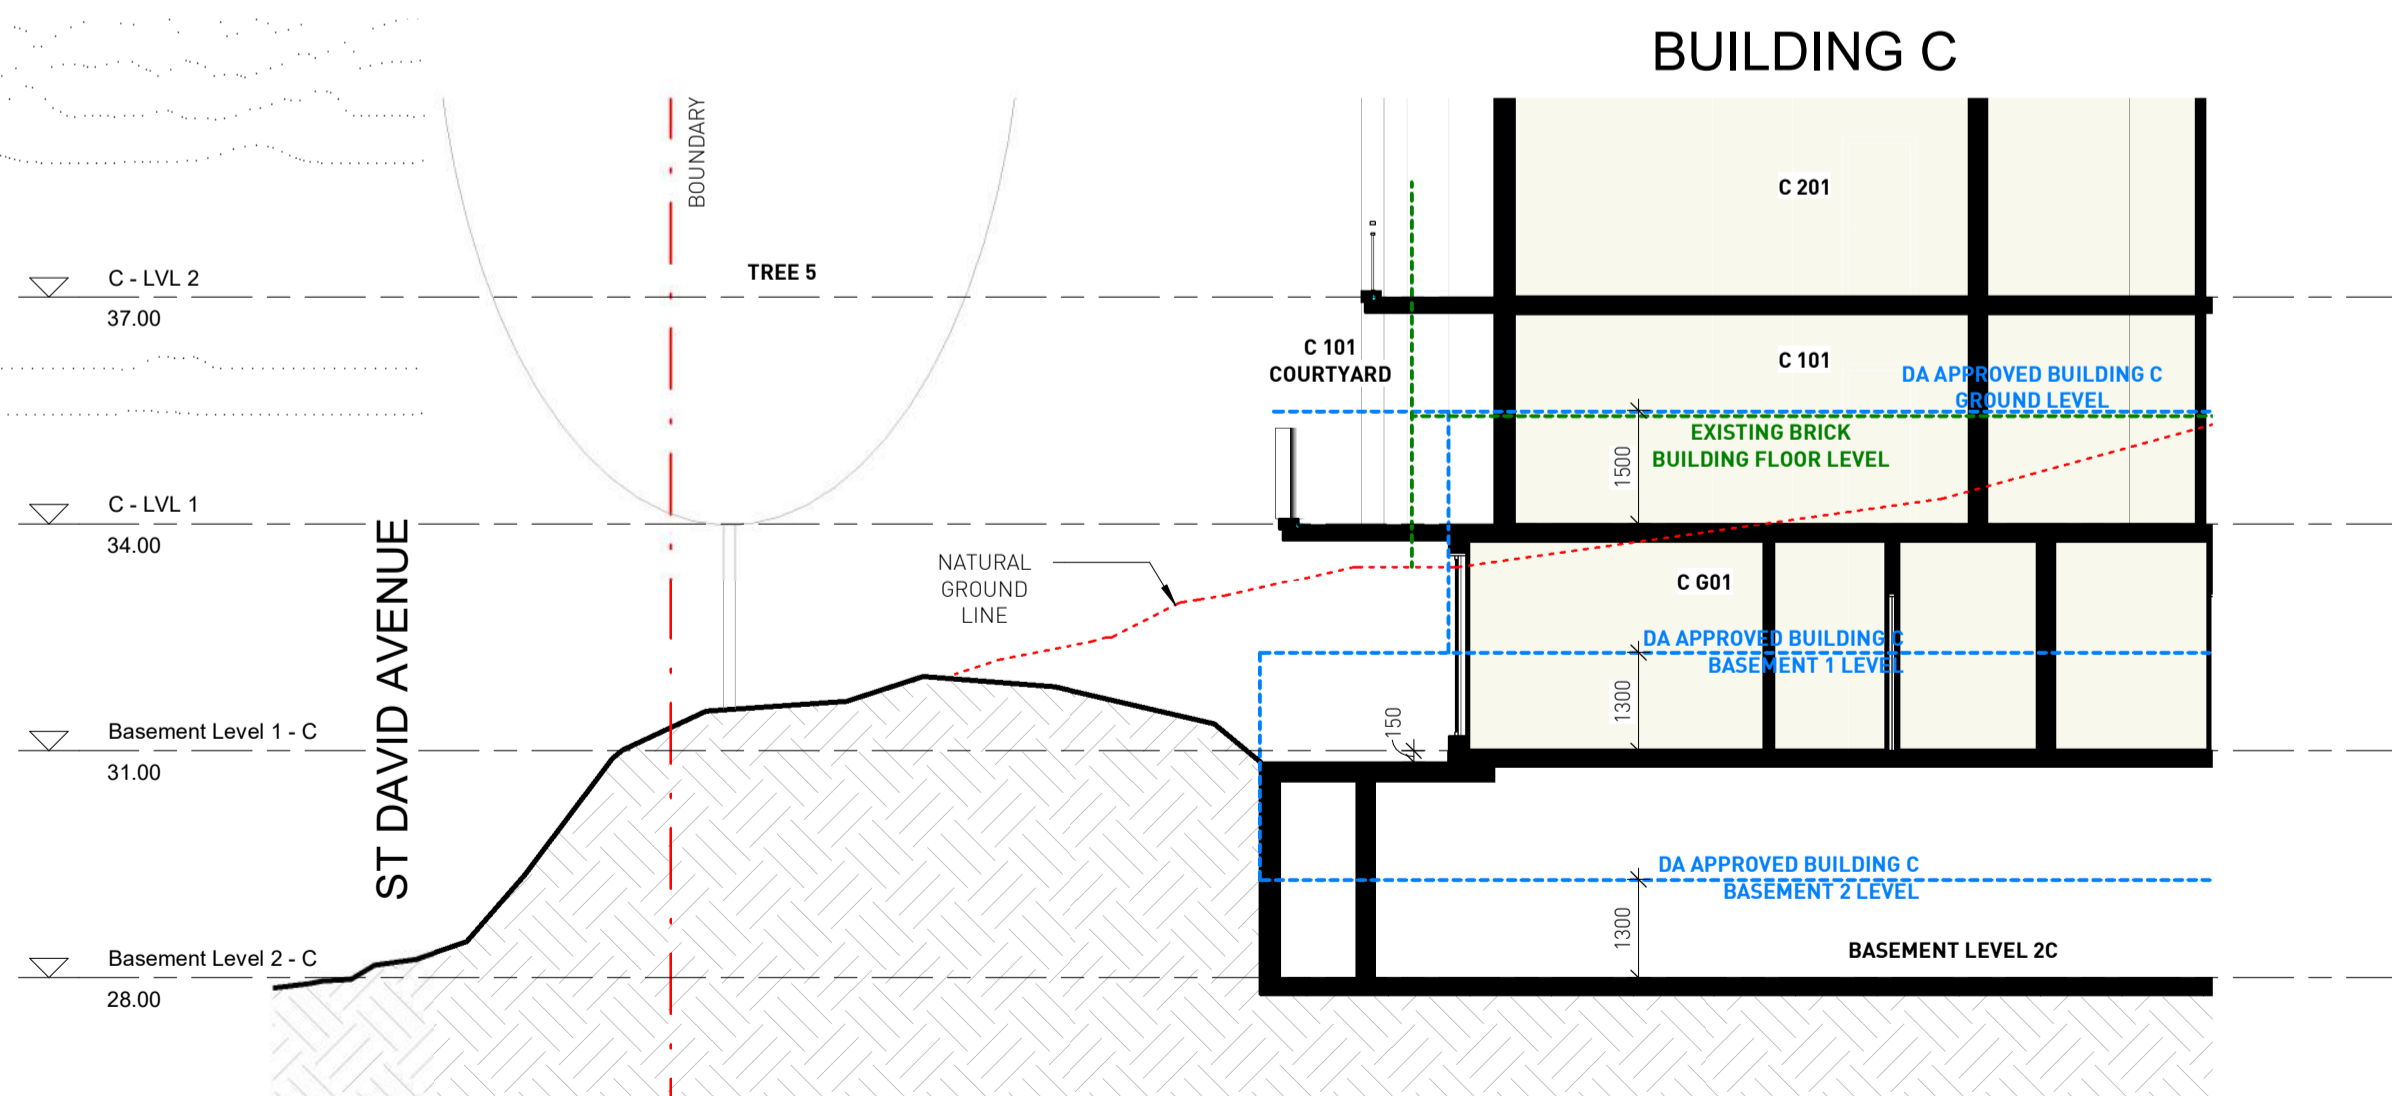 BUILDING C
BOUNDARY
C 201
TREE 5
C - LVL 2
37.00
C 101
COURTYARD
C 101
DA APPROVED BUILDING C
GROUND LEVEL
EXISTING BRICK
BUILDING FLOOR LEVEL
1500
C - LVL 1
34.00
ST DAVID AVENUE
NATURAL
GROUND
LINE
C G01
DA APPROVED BUILDING C
BASEMENT 1 LEVEL
1300
150
Basement Level 1 - C
31.00
DA APPROVED BUILDING C
BASEMENT 2 LEVEL
1300
BASEMENT LEVEL 2C
Basement Level 2 - C
28.00